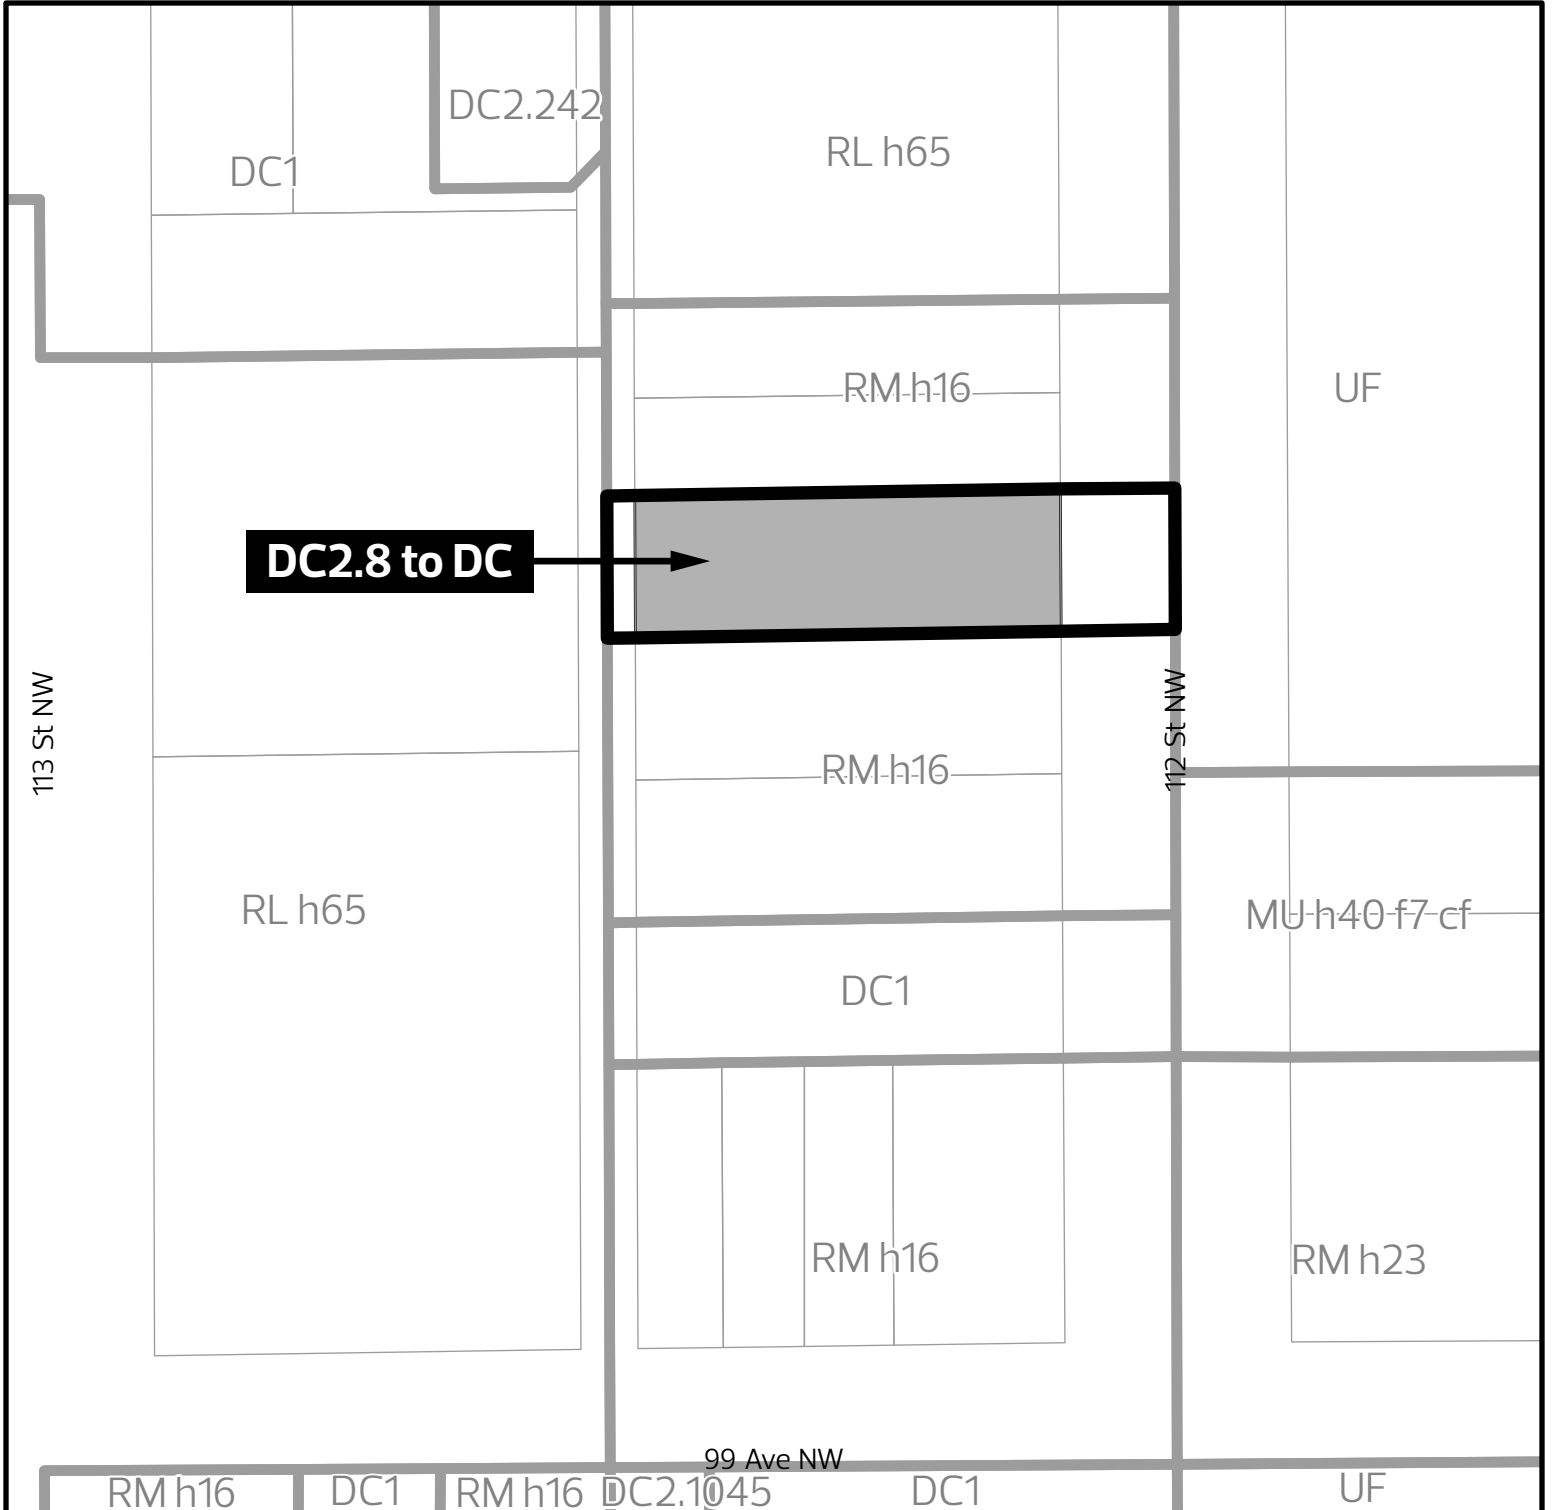 DC2.242
RL h65
DC1
RM h16
UF
DC2.8 to DC
113 St NW
112 St NW
RM h16
RL h65
MU h40 f7 cf
DC1
RM h16
RM h23
99 Ave NW
RM h16
DC1
RM h16
DC2.1045
DC1
UF